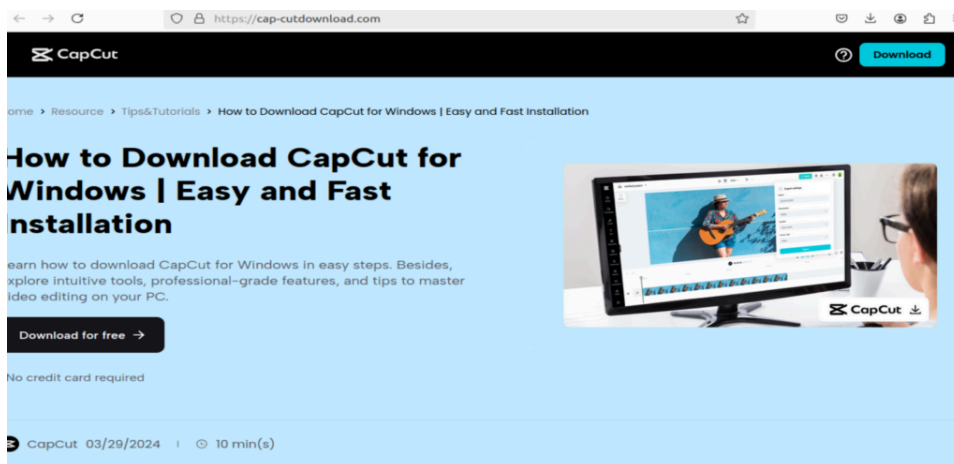 https://cap-cutdownload.com
CapCut
Download
ome > Resource > Tips&Tutorials > How to Download CapCut for Windows | Easy and Fast Installation
How to Download CapCut for
Windows | Easy and Fast
nstallation
earn how to download CapCut for Windows in easy steps. Besides,
xplore intuitive tools, professional-grade features, and tips to master
ideo editing on your PC.
Download for free →
No credit card required
CapCut
CapCut 03/29/2024 | 10 min(s)